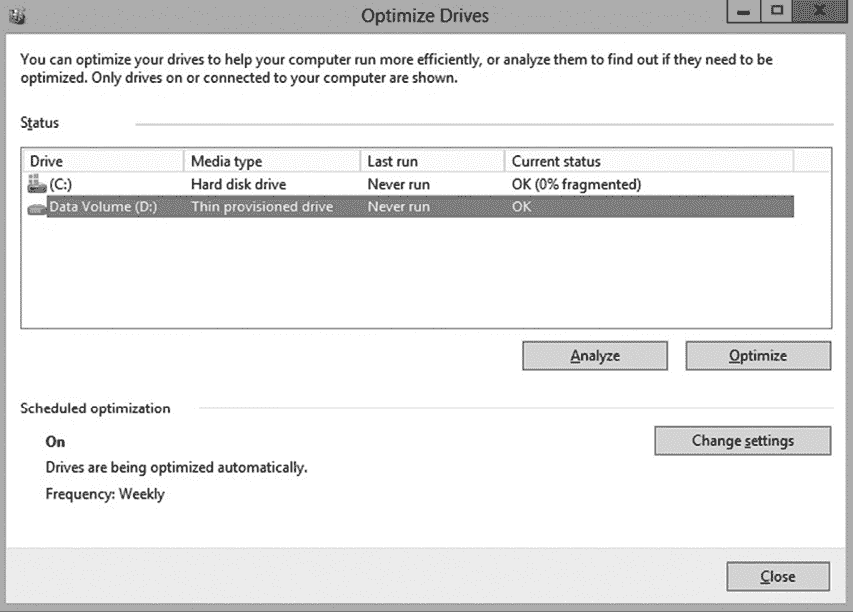 Optimize Drives
You can optimize your drives to help your computer run more efficiently, or analyze them to find out if they need to be
optimized. Only drives on or connected to your computer are shown.
Status
Drive Media type Last run Current status
(C:) Hard disk drive Never run OK (0% fragmented)
Data Volume (D:) Thin provisioned drive Never run OK
Analyze Optimize
Scheduled optimization
On
Change settings
Drives are being optimized automatically.
Frequency: Weekly
Close